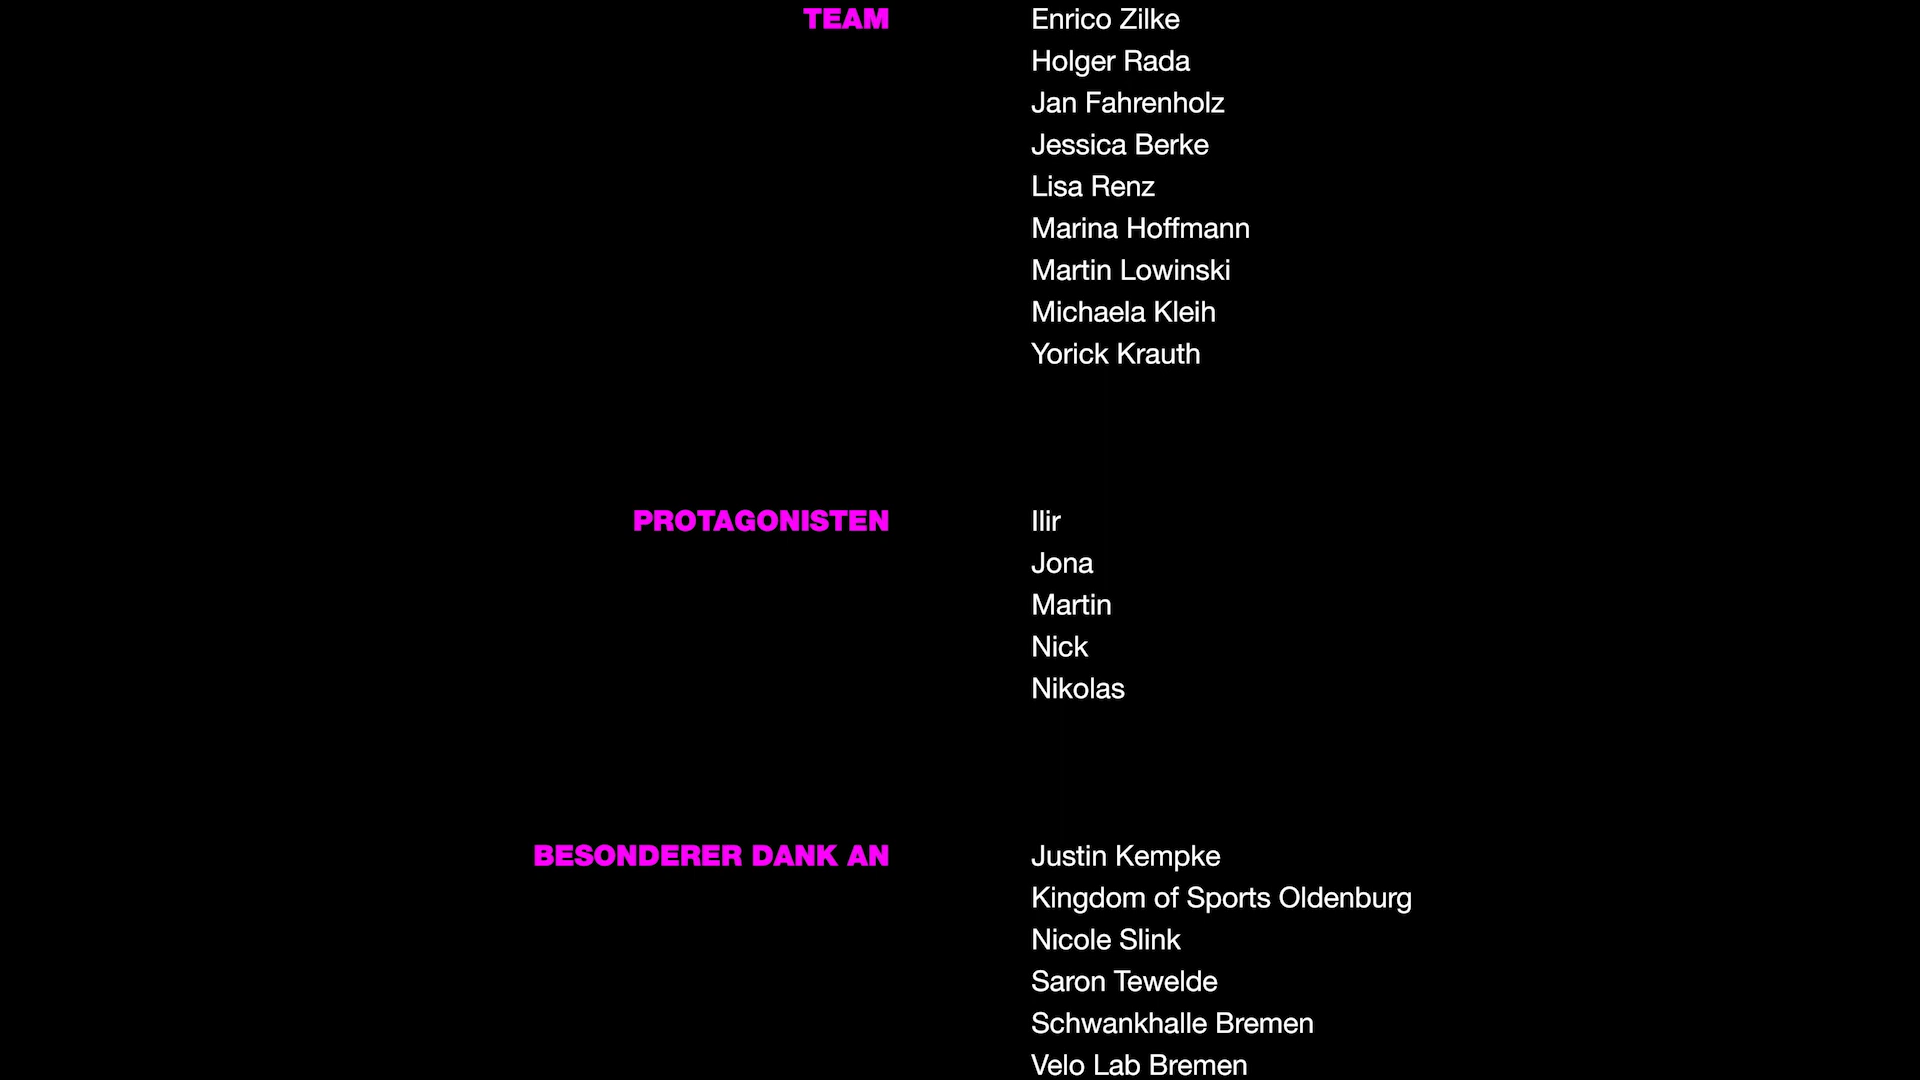 TEAM Enrico Zilke
Holger Rada
Jan Fahrenholz
Jessica Berke
Lisa Renz
Marina Hoffmann
Martin Lowinski
Michaela Kleih
Yorick Krauth
PROTAGONISTEN Ilir
Jona
Martin
Nick
Nikolas
BESONDERER DANK AN Justin Kempke
Kingdom of Sports Oldenburg
Nicole Slink
Saron Tewelde
Schwankhalle Bremen
Velo Lab Bremen